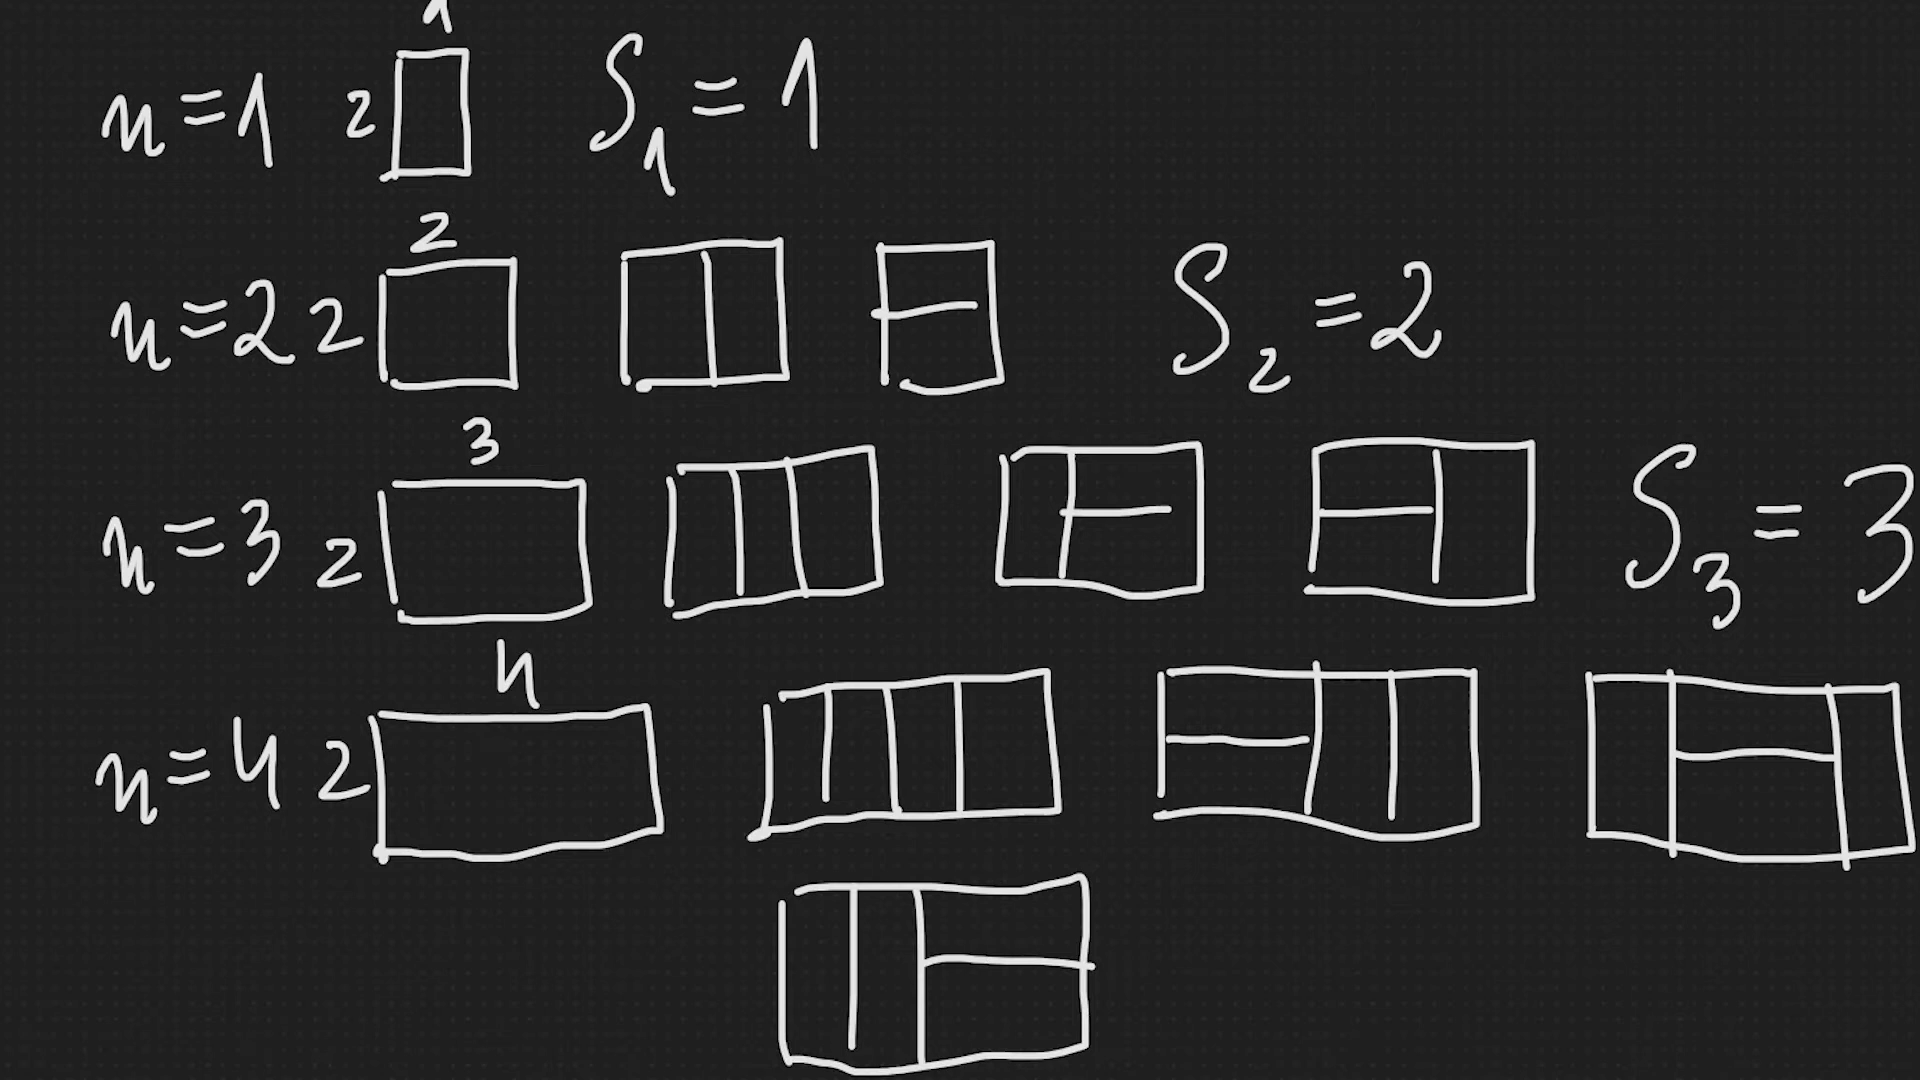 1
n=1 2 S₁ = 1
2
n=2 2 S₂ = 2
3
n=3 2 S₃ = 3
4
n=4 2